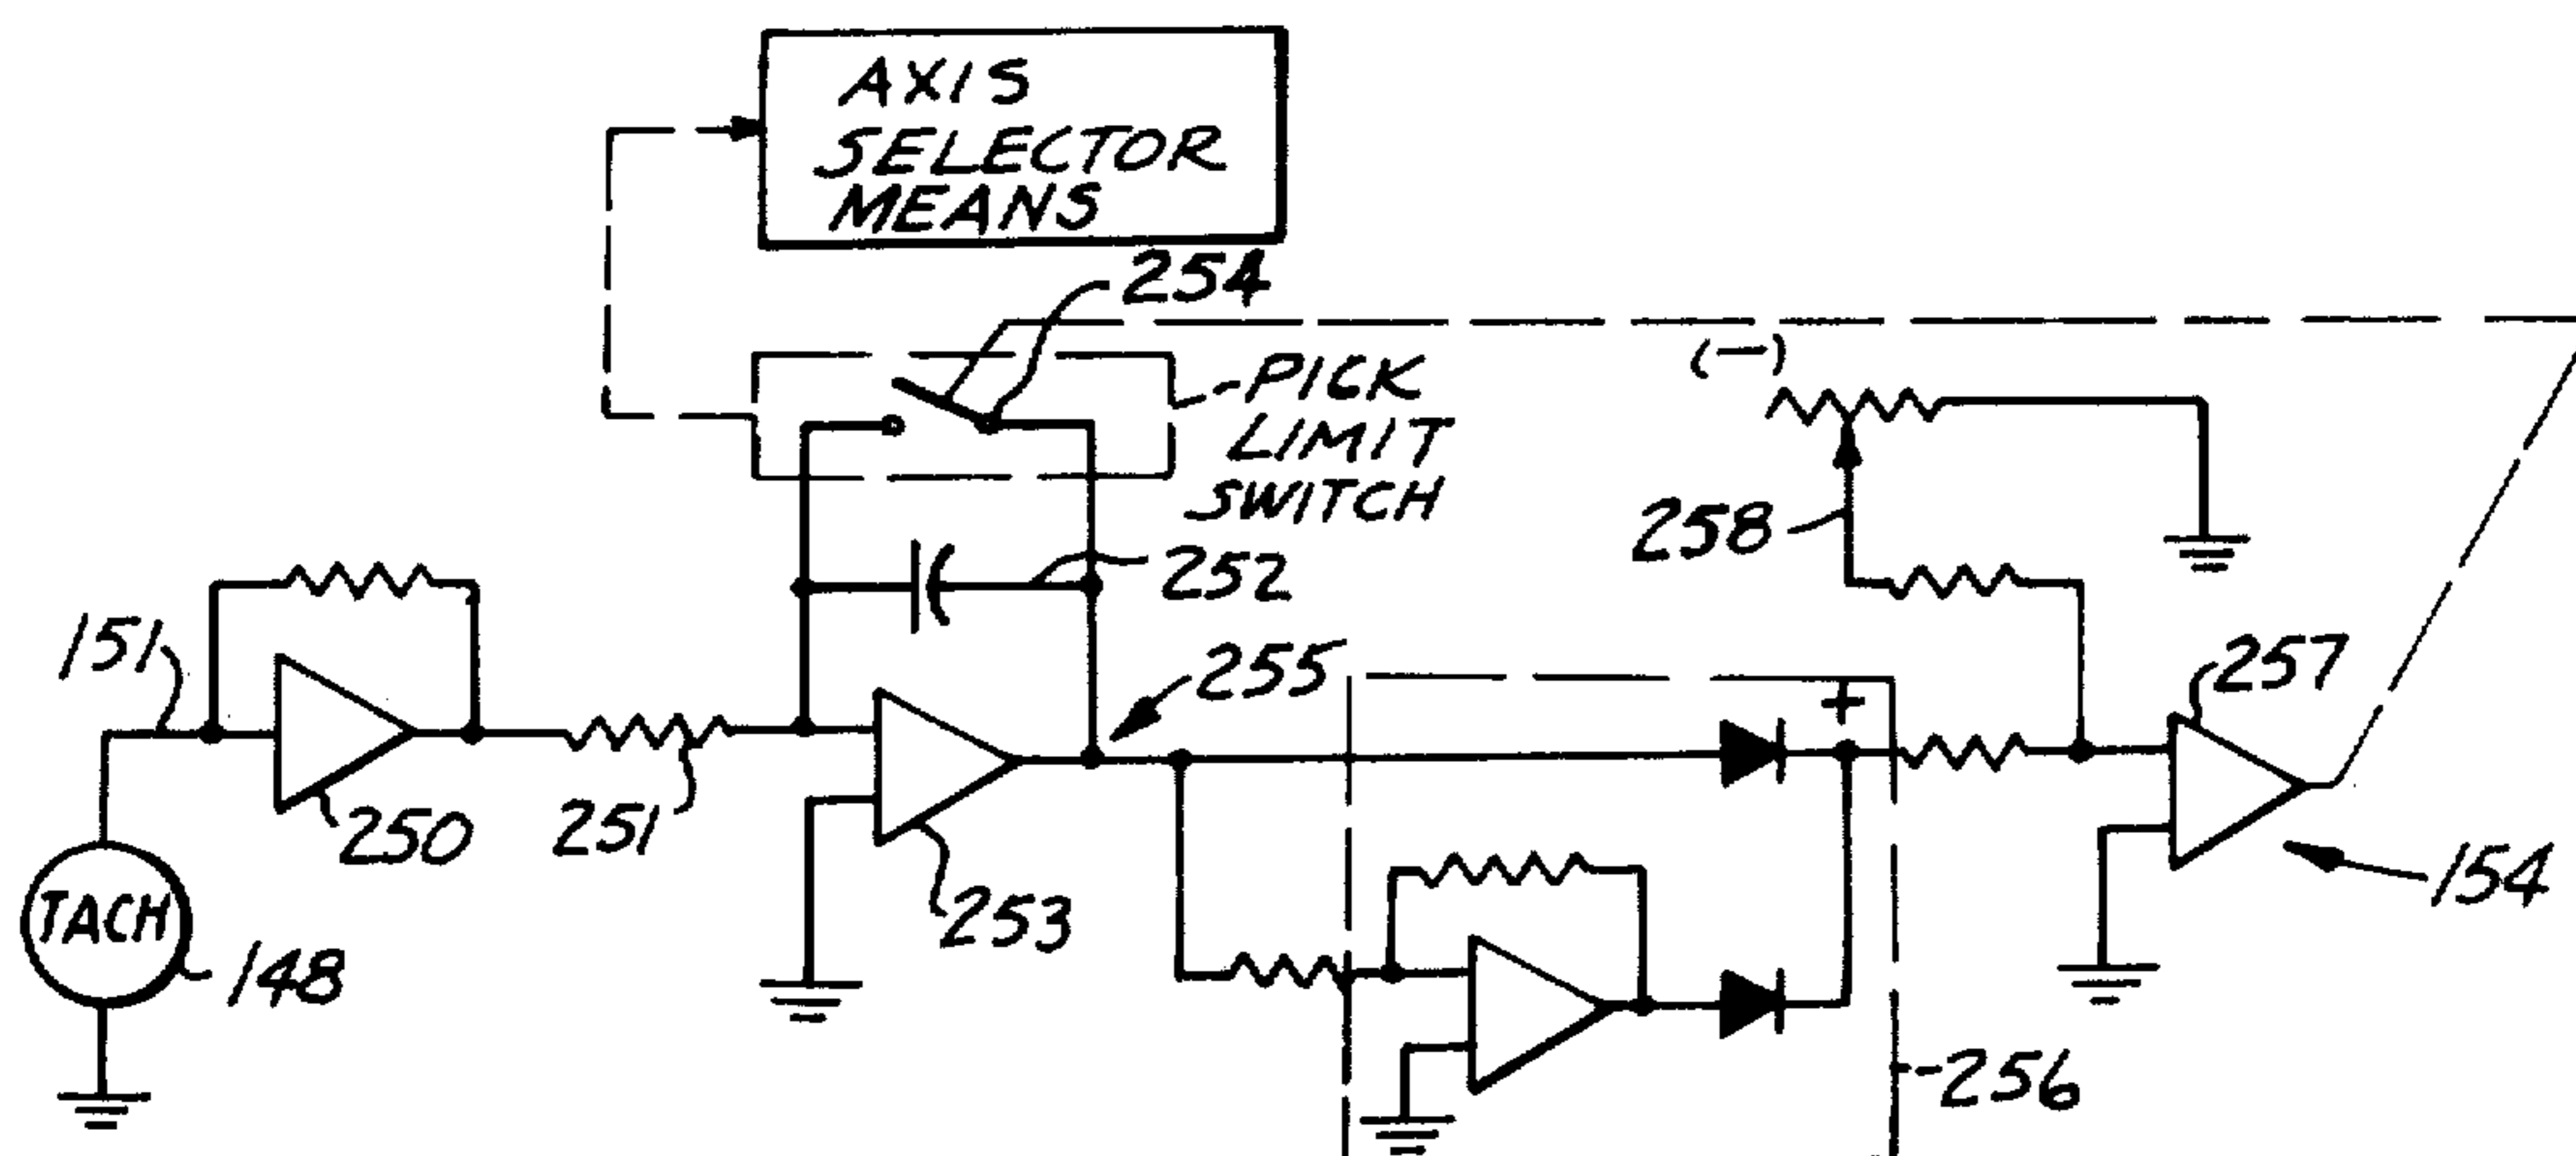 AXIS
SELECTOR
MEANS
254
(-)
PICK
LIMIT
SWITCH
258
252
151
255
257
250
251
253
154
TACH
148
+
256